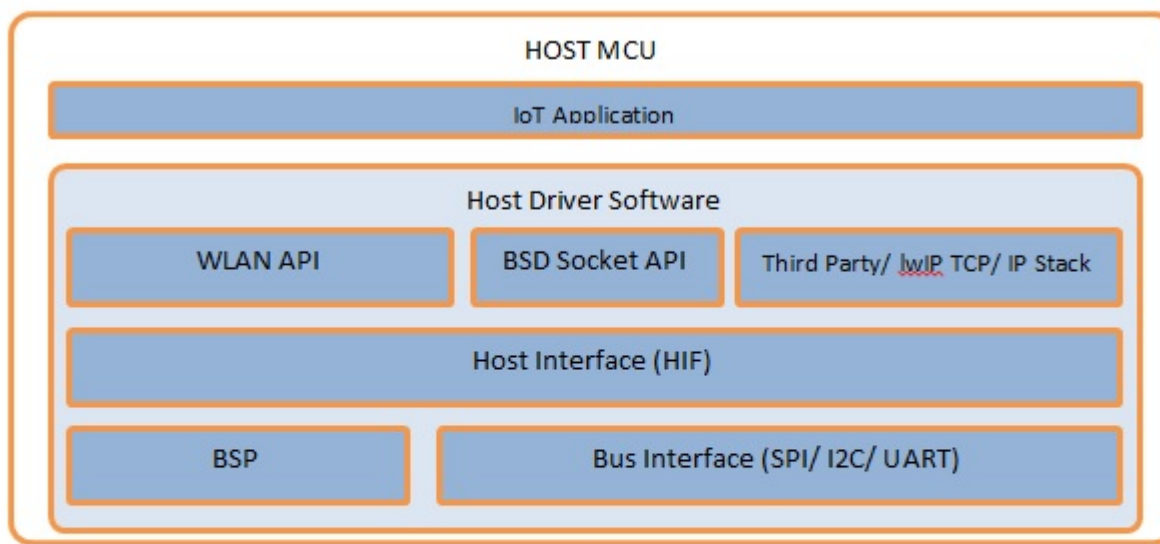 HOST MCU
IoT Application
Host Driver Software
WLAN API
BSD Socket API
Third Party/ lwIP TCP/ IP Stack
Host Interface (HIF)
BSP
Bus Interface (SPI/ I2C/ UART)